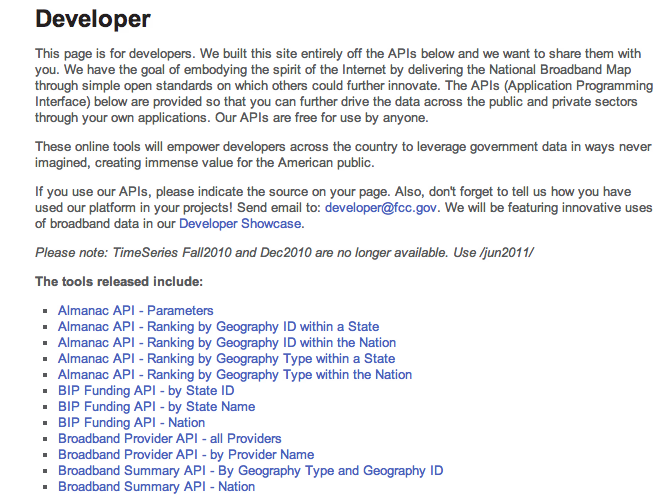 Developer
This page is for developers. We built this site entirely off the APIs below and we want to share them with
you. We have the goal of embodying the spirit of the Internet by delivering the National Broadband Map
through simple open standards on which others could further innovate. The APIs (Application Programming
Interface) below are provided so that you can further drive the data across the public and private sectors
through your own applications. Our APIs are free for use by anyone.
These online tools will empower developers across the country to leverage government data in ways never
imagined, creating immense value for the American public.
If you use our APIs, please indicate the source on your page. Also, don't forget to tell us how you have
used our platform in your projects! Send email to: developer@fcc.gov. We will be featuring innovative uses
of broadband data in our Developer Showcase.
Please note: TimeSeries Fall2010 and Dec2010 are no longer available. Use /jun2011/
The tools released include:
Almanac API - Parameters
Almanac API - Ranking by Geography ID within a State
Almanac API - Ranking by Geography ID within the Nation
Almanac API - Ranking by Geography Type within a State
Almanac API - Ranking by Geography Type within the Nation
BIP Funding API - by State ID
BIP Funding API - by State Name
BIP Funding API - Nation
Broadband Provider API - all Providers
Broadband Provider API - by Provider Name
Broadband Summary API - By Geography Type and Geography ID
Broadband Summary API - Nation